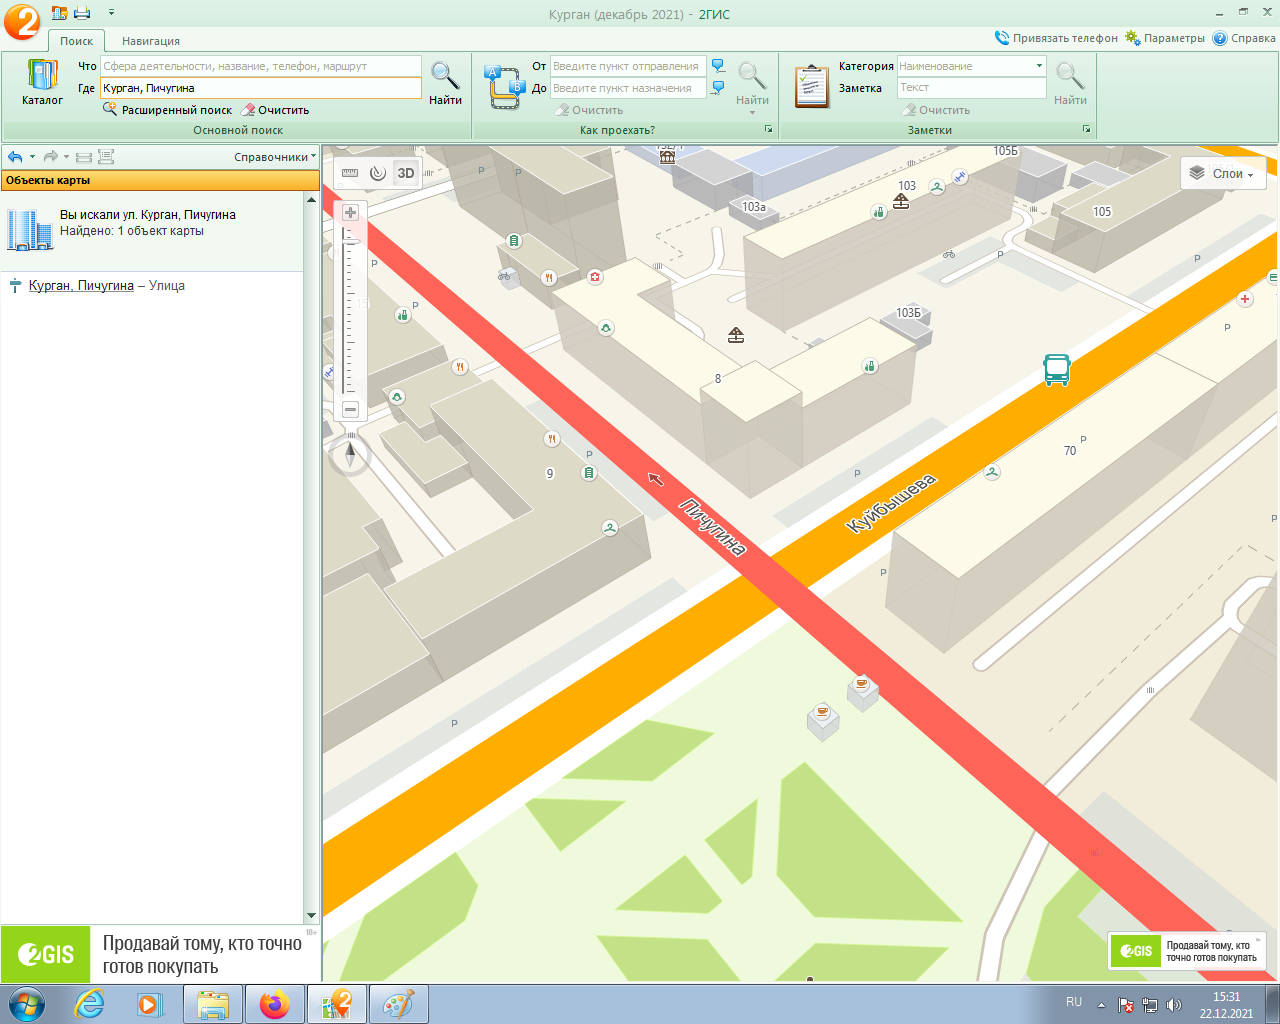 Курган (декабрь 2021) - 2ГИС
Поиск
Навигация
Привязать телефон
Параметры
Справка
Каталог
Что
Сфера деятельности, название, телефон, маршрут
Где
Курган, Пичугина
Расширенный поиск
Очистить
Найти
Основной поиск
От
Введите пункт отправления
До
Введите пункт назначения
Очистить
Найти
Как проехать?
Категория
Наименование
Заметка
Текст
Очистить
Найти
Заметки
Справочники
Объекты карты
Вы искали ул. Курган, Пичугина
Найдено: 1 объект карты
Курган, Пичугина – Улица
3D
Слои
105Б
103
103а
105
103Б
8
70
9
Пичугина
Куйбышева
P
P
P
P
P
P
P
P
P
P
P
P
2GIS
Продавай тому, кто точно
готов покупать
18+
2GIS
Продавай тому, кто
точно готов покупать
RU
15:31
22.12.2021